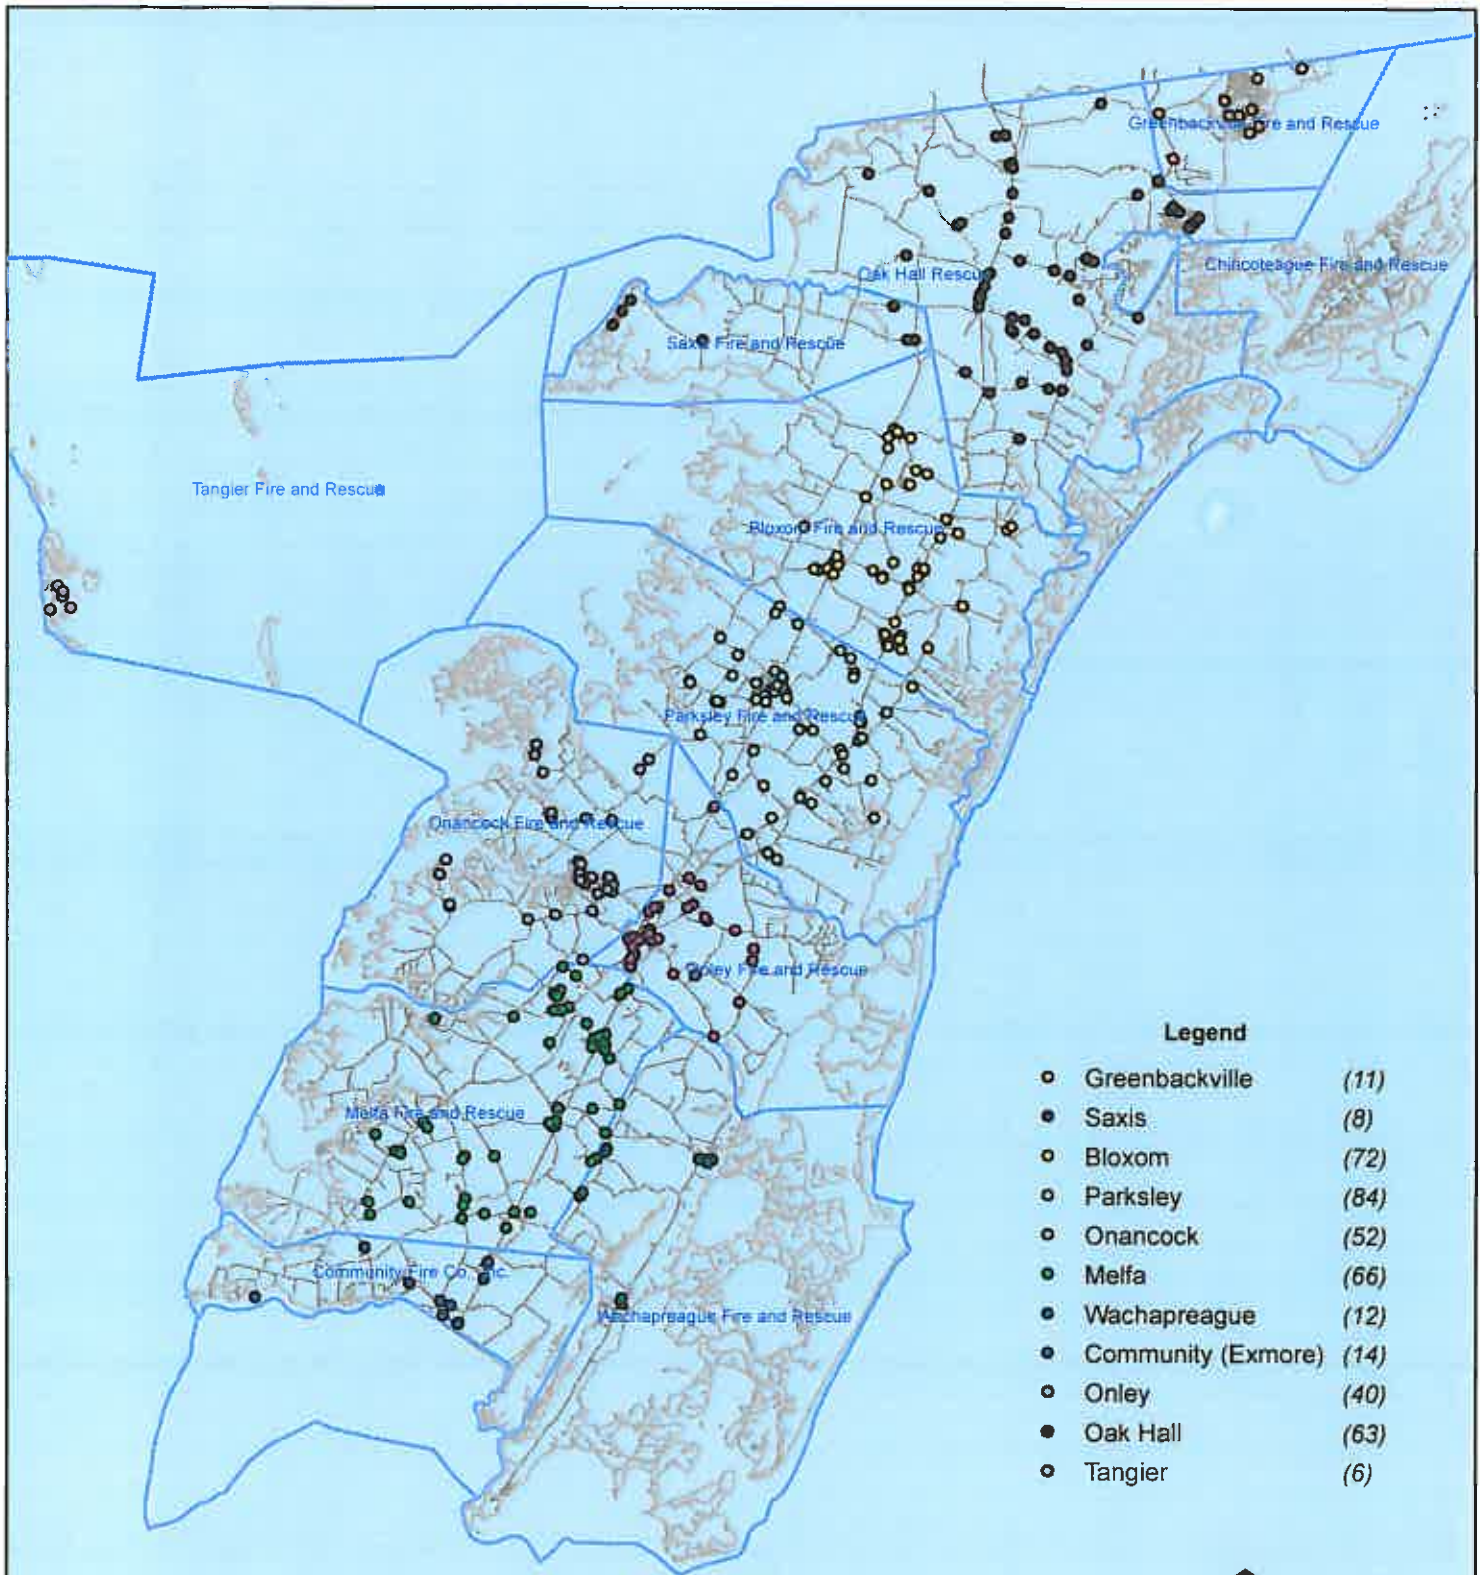 Greenbackville Fire and Rescue
Chincoteague Fire and Rescue
Oak Hall Rescue
Saxis Fire and Rescue
Tangier Fire and Rescue
Bloxom Fire and Rescue
Parksley Fire and Rescue
Onancock Fire and Rescue
Onley Fire and Rescue
Melfa Fire and Rescue
Community Fire Co., Inc.
Wachapreague Fire and Rescue
Legend
Greenbackville (11)
Saxis (8)
Bloxom (72)
Parksley (84)
Onancock (52)
Melfa (66)
Wachapreague (12)
Community (Exmore) (14)
Onley (40)
Oak Hall (63)
Tangier (6)